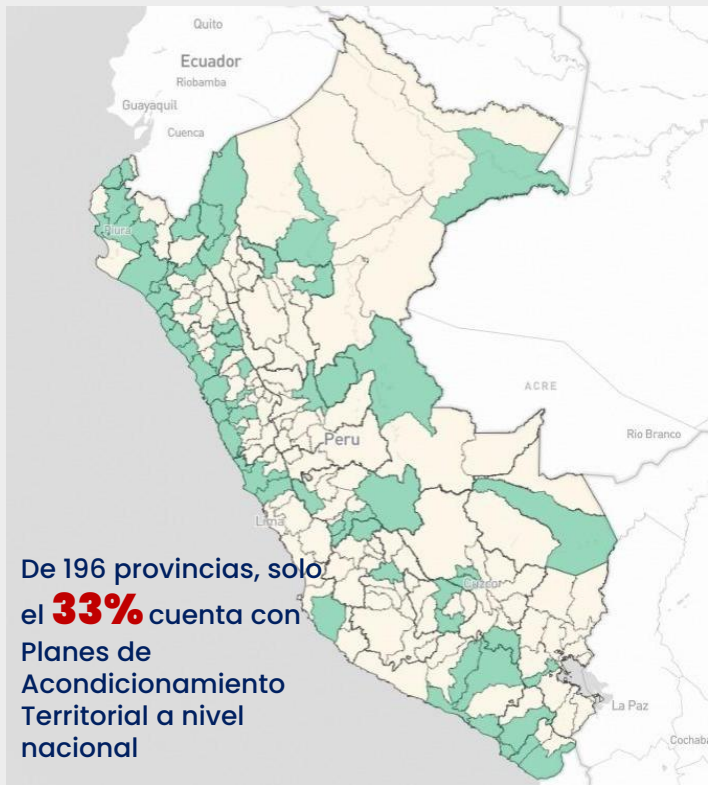 Quito
Ecuador
Riobamba
Guayaquil
Cuenca
Piura
ACRE
Rio Branco
Peru
Lima
Cuzco
La Paz
De 196 provincias, solo
el 33% cuenta con
Planes de
Acondicionamiento
Territorial a nivel
nacional
Cochaba